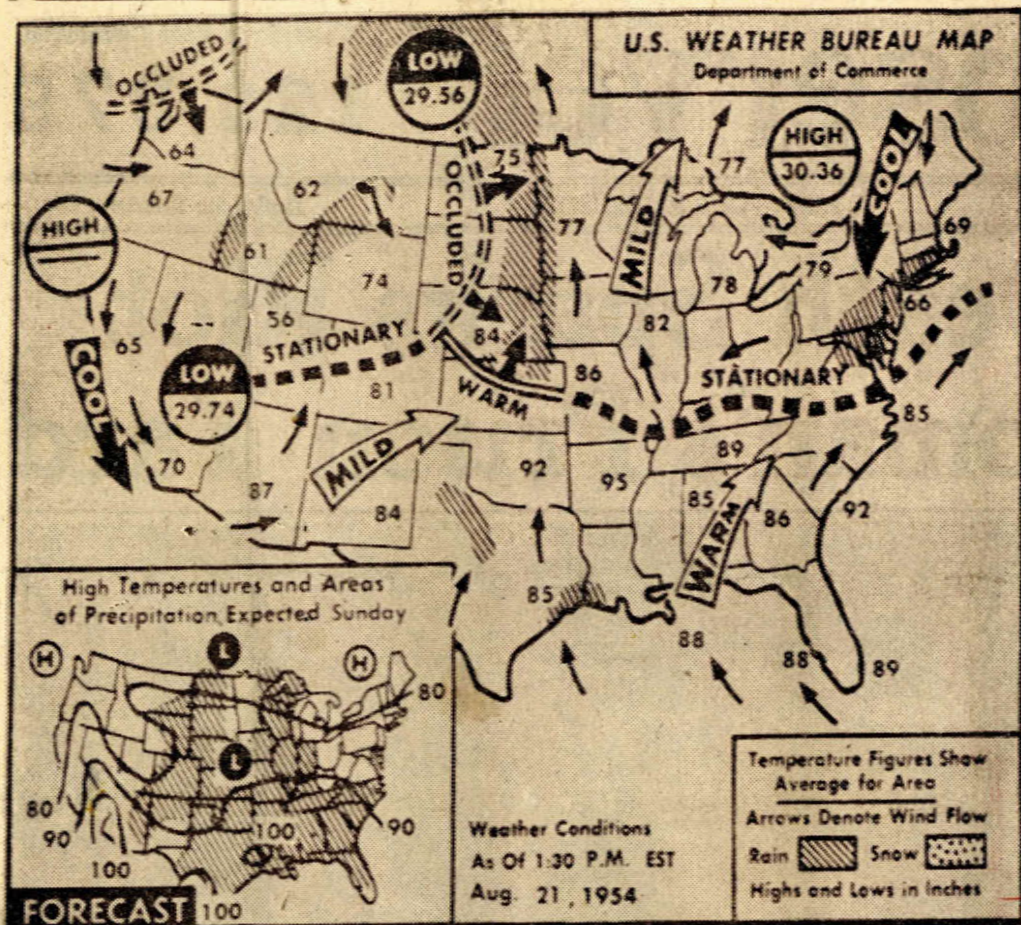 U.S. WEATHER BUREAU MAP
Department of Commerce
OCCLUDED
LOW
29.56
HIGH
30.36
COOL
64
67
62
75
77
77
MILD
OCCLUDED
69
HIGH
61
74
78
79
66
56
STATIONARY
84
82
65
COOL
LOW
29.74
81
WARM
86
STATIONARY
85
MILD
70
87
84
92
95
89
85
86
92
WARM
85
88
88
89
High Temperatures and Areas
of Precipitation Expected Sunday
H
L
H
80
L
80
90
100
100
90
100
FORECAST
Weather Conditions
As Of 1:30 P.M. EST
Aug. 21, 1954
Temperature Figures Show
Average for Area
Arrows Denote Wind Flow
Rain Snow
Highs and Lows in Inches